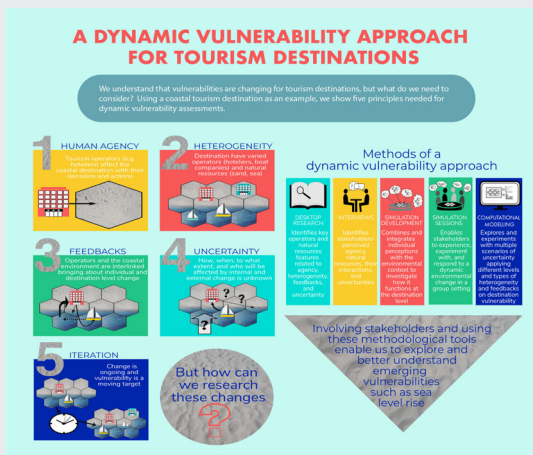 A DYNAMIC VULNERABILITY APPROACH
FOR TOURISM DESTINATIONS
We understand that vulnerabilities are changing for tourism destinations, but what do we need to
consider? Using a coastal tourism destination as an example, we show five principles needed for
dynamic vulnerability assessments.
1
HUMAN AGENCY
Tourism operators (e.g.
hoteliers) affect the
coastal destination with their
decisions and actions
2
HETEROGENEITY
Destination have varied
operators (hoteliers, boat
companies) and natural
resources (sand, sea)
3
FEEDBACKS
Operators and the coastal
environment are interlinked
bringing about individual and
destination level change
4
UNCERTAINTY
How, when, to what
extent, and who will be
affected by internal and
external change is unknown
? ?
?
5
ITERATION
Change is
ongoing and
vulnerability is a
moving target
But how can
we research
these changes
?
Methods of a
dynamic vulnerability approach
DESKTOP
RESEARCH
Identifies key
operators and
natural
resources
features
related to
agency,
heterogeneity,
feedbacks,
and
uncertainty
INTERVIEWS
Identifies
stakeholders
perceived
agency,
natural
resources, their
interactions,
and
uncertainties
SIMULATION
DEVELOPMENT
Combines and
integrates
individual
perceptions
with the
environmental
context to
investigate
how it
functions at
the destination
level
SIMULATION
SESSIONS
Enables
stakeholders
to experience,
experiment
with, and
respond to a
dynamic
environmental
change in a
group setting
COMPUTATIONAL
MODELLING
Explores and
experiments
with multiple
scenarios of
uncertainty
applying
different levels
and types of
heterogeneity
and feedbacks
on destination
vulnerability
Involving stakeholders and using
these methodological tools
enable us to explore and
better understand
emerging
vulnerabilities
such as sea
level rise